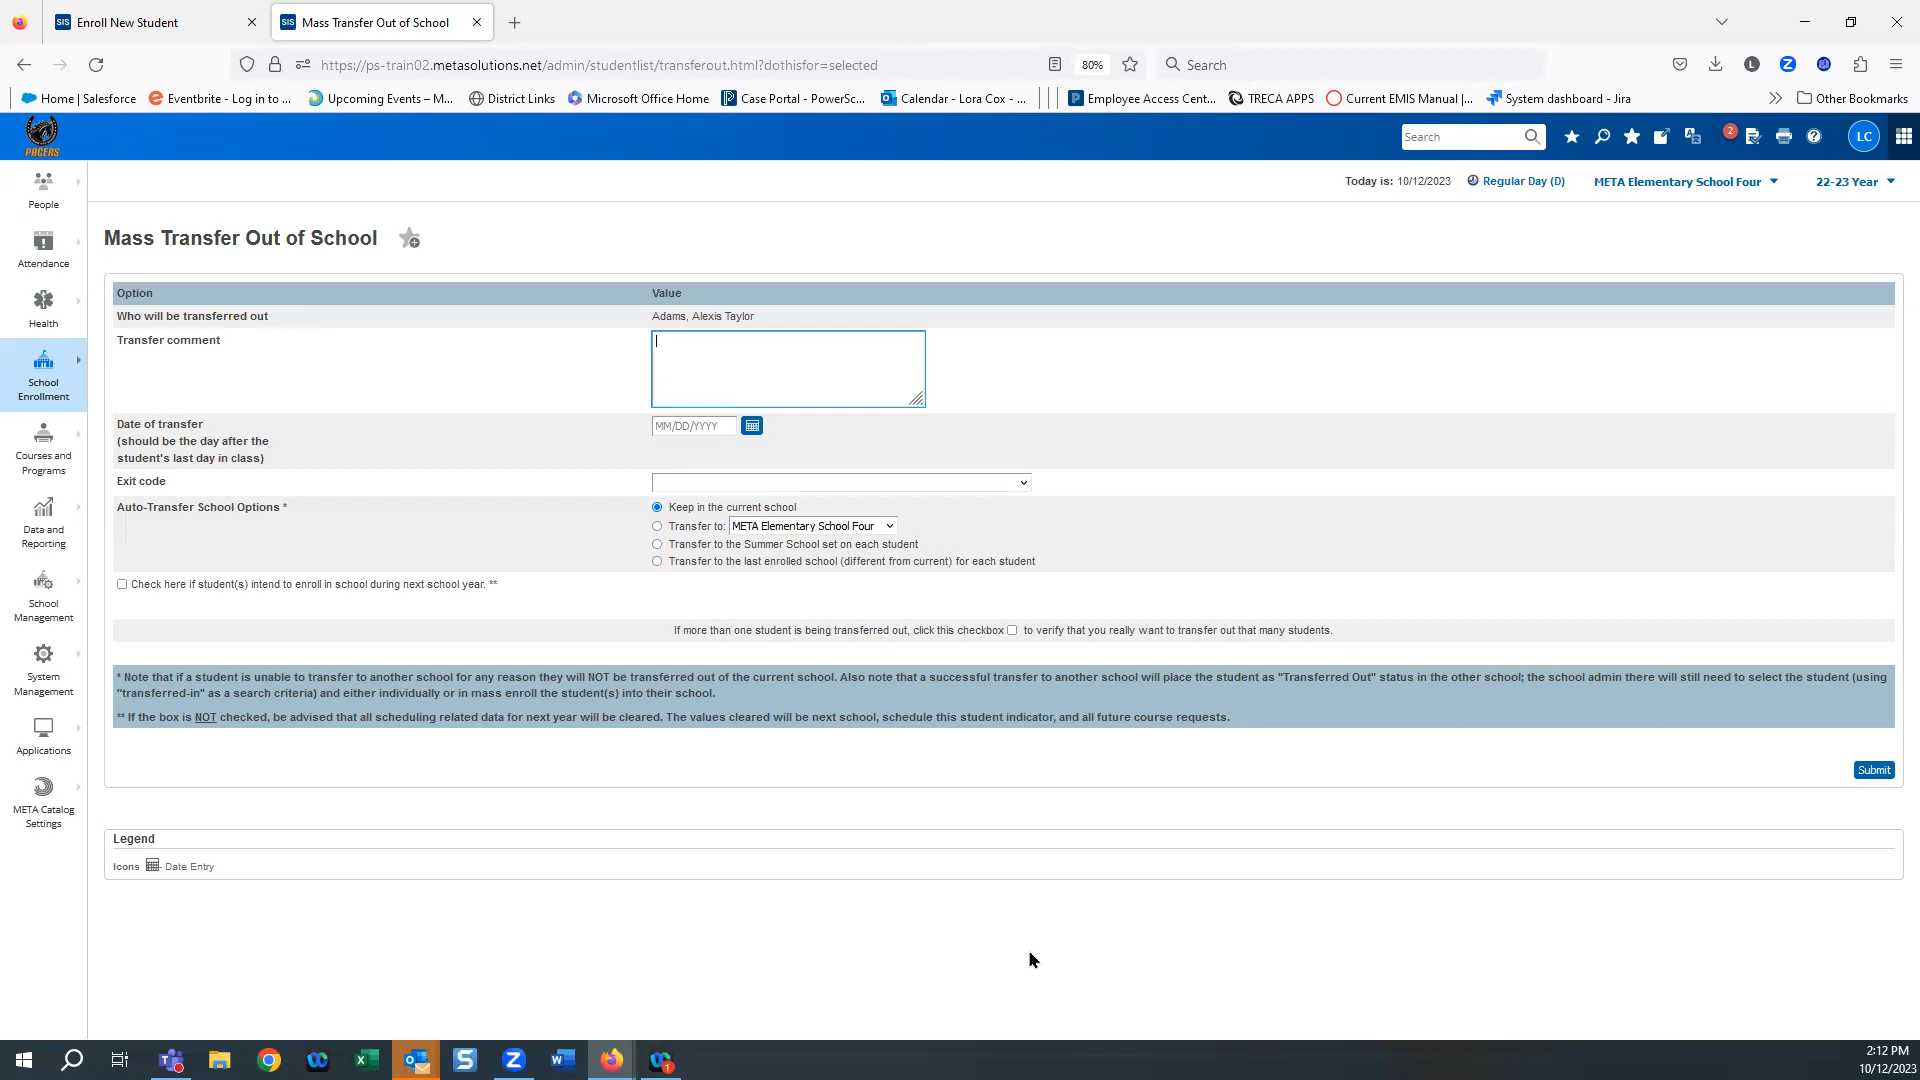 SIS Enroll New Student
SIS Mass Transfer Out of School
https://ps-train02.metasolutions.net/admin/studentlist/transferout.html?dothisfor=selected
80%
Search
L
Z
Home | Salesforce
Eventbrite - Log in to ...
Upcoming Events – M...
District Links
Microsoft Office Home
Case Portal - PowerSc...
Calendar - Lora Cox - ...
Employee Access Cent...
TRECA APPS
Current EMIS Manual |...
System dashboard - Jira
Other Bookmarks
PACERS
Search
2
LC
Today is: 10/12/2023
Regular Day (D)
META Elementary School Four
22-23 Year
People
Attendance
Health
School
Enrollment
Courses and
Programs
Data and
Reporting
School
Management
System
Management
Applications
META Catalog
Settings
Mass Transfer Out of School
Option Value
Who will be transferred out Adams, Alexis Taylor
Transfer comment
Date of transfer
(should be the day after the
student's last day in class)
MM/DD/YYYY
Exit code
Auto-Transfer School Options *
Keep in the current school
Transfer to: META Elementary School Four
Transfer to the Summer School set on each student
Transfer to the last enrolled school (different from current) for each student
Check here if student(s) intend to enroll in school during next school year. **
If more than one student is being transferred out, click this checkbox to verify that you really want to transfer out that many students.
* Note that if a student is unable to transfer to another school for any reason they will NOT be transferred out of the current school. Also note that a successful transfer to another school will place the student as "Transferred Out" status in the other school; the school admin there will still need to select the student (using
"transferred-in" as a search criteria) and either individually or in mass enroll the student(s) into their school.
** If the box is NOT checked, be advised that all scheduling related data for next year will be cleared. The values cleared will be next school, schedule this student indicator, and all future course requests.
Submit
Legend
Icons - Date Entry
2:12 PM
10/12/2023